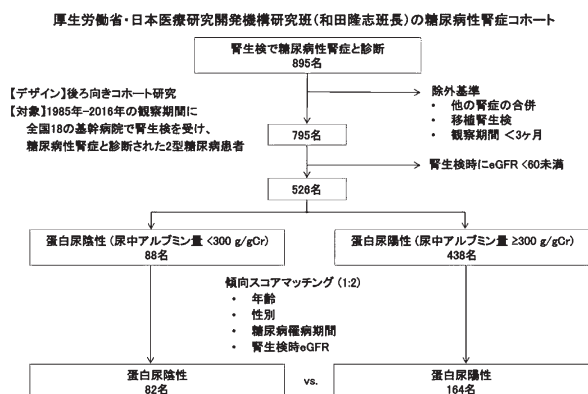 厚生労働省・日本医療研究開発機構研究班(和田隆志班長)の糖尿病性腎症コホート
腎生検で糖尿病性腎症と診断
895名
【デザイン】後ろ向きコホート研究
【対象】1985年-2016年の観察期間に
全国18の基幹病院で腎生検を受け、
糖尿病性腎症と診断された2型糖尿病患者
除外基準
• 他の腎症の合併
• 移植腎生検
• 観察期間 <3ヶ月
795名
腎生検時にeGFR <60未満
526名
蛋白尿陰性 (尿中アルブミン量 <300 g/gCr)
88名
蛋白尿陽性 (尿中アルブミン量 ≥300 g/gCr)
438名
傾向スコアマッチング (1:2)
• 年齢
• 性別
• 糖尿病罹病期間
• 腎生検時eGFR
蛋白尿陰性
82名
vs.
蛋白尿陽性
164名